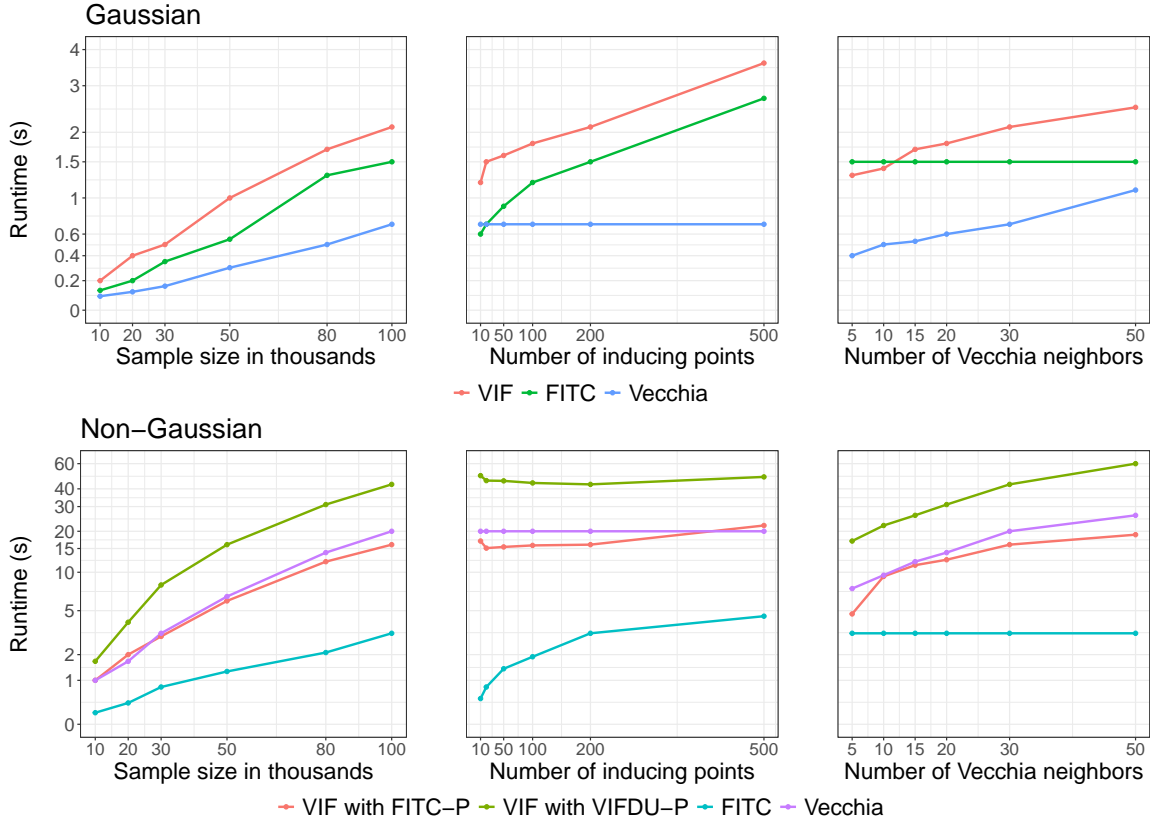 Gaussian
Runtime (s)
4
3
2
1.5
1
0.6
0.4
0.2
0
10 20 30 50 80 100
Sample size in thousands
10 50 100 200 500
Number of inducing points
5 10 15 20 30 50
Number of Vecchia neighbors
VIF FITC Vecchia
Non−Gaussian
Runtime (s)
60
40
30
20
15
10
5
2
1
0
10 20 30 50 80 100
Sample size in thousands
10 50 100 200 500
Number of inducing points
5 10 15 20 30 50
Number of Vecchia neighbors
VIF with FITC−P VIF with VIFDU−P FITC Vecchia